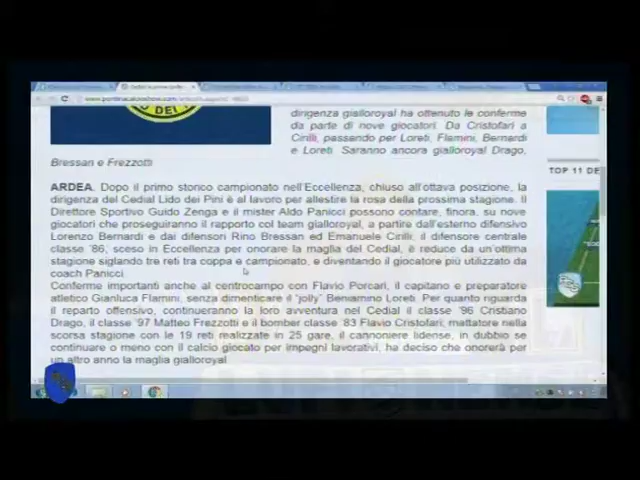 DEI
dirigenza gialloroyal ha ottenuto le conferme
da parte di nove giocatori. Da Cristofari a
Cirilli, passando per Loreti, Flamini, Bernardi
e Loreti. Saranno ancora gialloroyal Drago,
Bressan e Frezzotti
TOP 11 DE
ARDEA. Dopo il primo storico campionato nell'Eccellenza, chiuso all'ottava posizione, la
dirigenza del Cedial Lido dei Pini è al lavoro per allestire la rosa della prossima stagione. Il
Direttore Sportivo Guido Zenga e il mister Aldo Panicci possono contare, finora, su nove
giocatori che proseguiranno il rapporto col team gialloroyal, a partire dall'esterno difensivo
Lorenzo Bernardi e dai difensori Rino Bressan ed Emanuele Cirilli, il difensore centrale
classe '86, sceso in Eccellenza per onorare la maglia del Cedial, è reduce da un'ottima
stagione siglando tre reti tra coppa e campionato, e diventando il giocatore più utilizzato da
coach Panicci.
Conferme importanti anche al centrocampo con Flavio Porcari, il capitano e preparatore
atletico Gianluca Flamini, senza dimenticare il "jolly" Beniamino Loreti. Per quanto riguarda
il reparto offensivo, continueranno la loro avventura nel Cedial il classe '96 Cristiano
Drago, il classe '97 Matteo Frezzotti e il bomber classe '83 Flavio Cristofari, mattatore nella
scorsa stagione con le 19 reti realizzate in 25 gare, il cannoniere lidense, in dubbio se
continuare o meno con il calcio giocato per impegni lavorativi, ha deciso che onorerà per
un altro anno la maglia gialloroyal